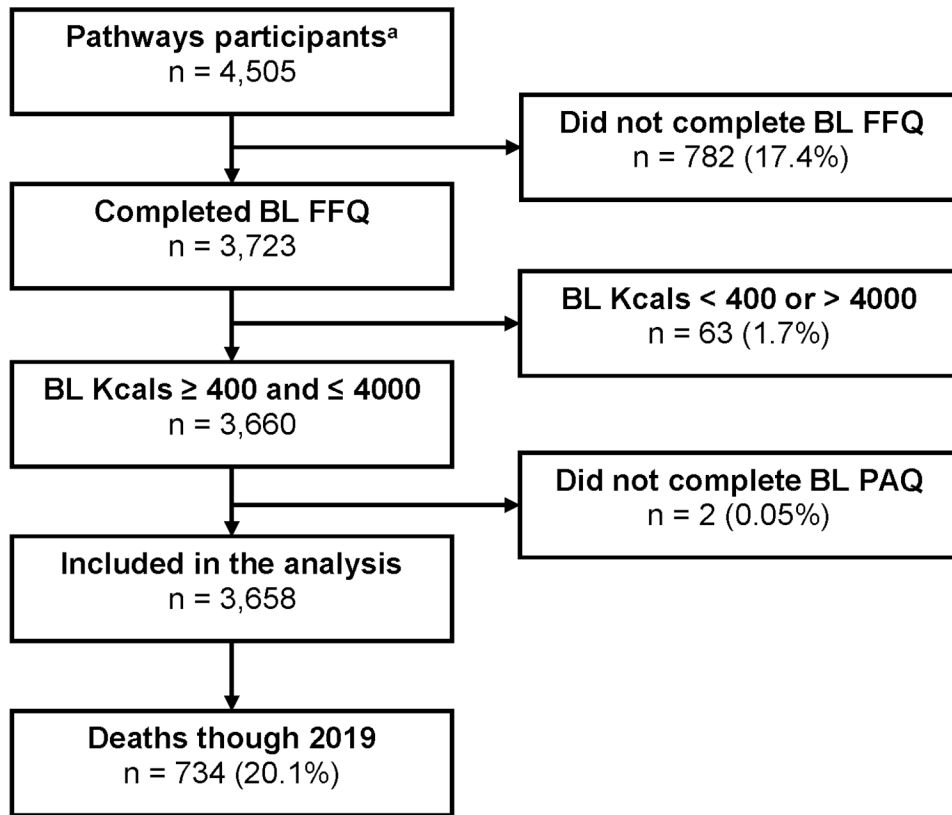 Pathways participantsᵃ
n = 4,505
Did not complete BL FFQ
n = 782 (17.4%)
Completed BL FFQ
n = 3,723
BL Kcals < 400 or > 4000
n = 63 (1.7%)
BL Kcals ≥ 400 and ≤ 4000
n = 3,660
Did not complete BL PAQ
n = 2 (0.05%)
Included in the analysis
n = 3,658
Deaths though 2019
n = 734 (20.1%)